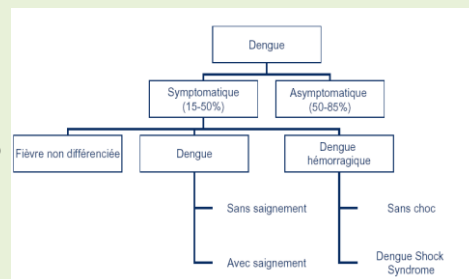 Dengue
Symptomatique
(15-50%)
Asymptomatique
(50-85%)
Fièvre non différenciée
Dengue
Dengue
hémorragique
Sans saignement
Sans choc
Avec saignement
Dengue Shock
Syndrome